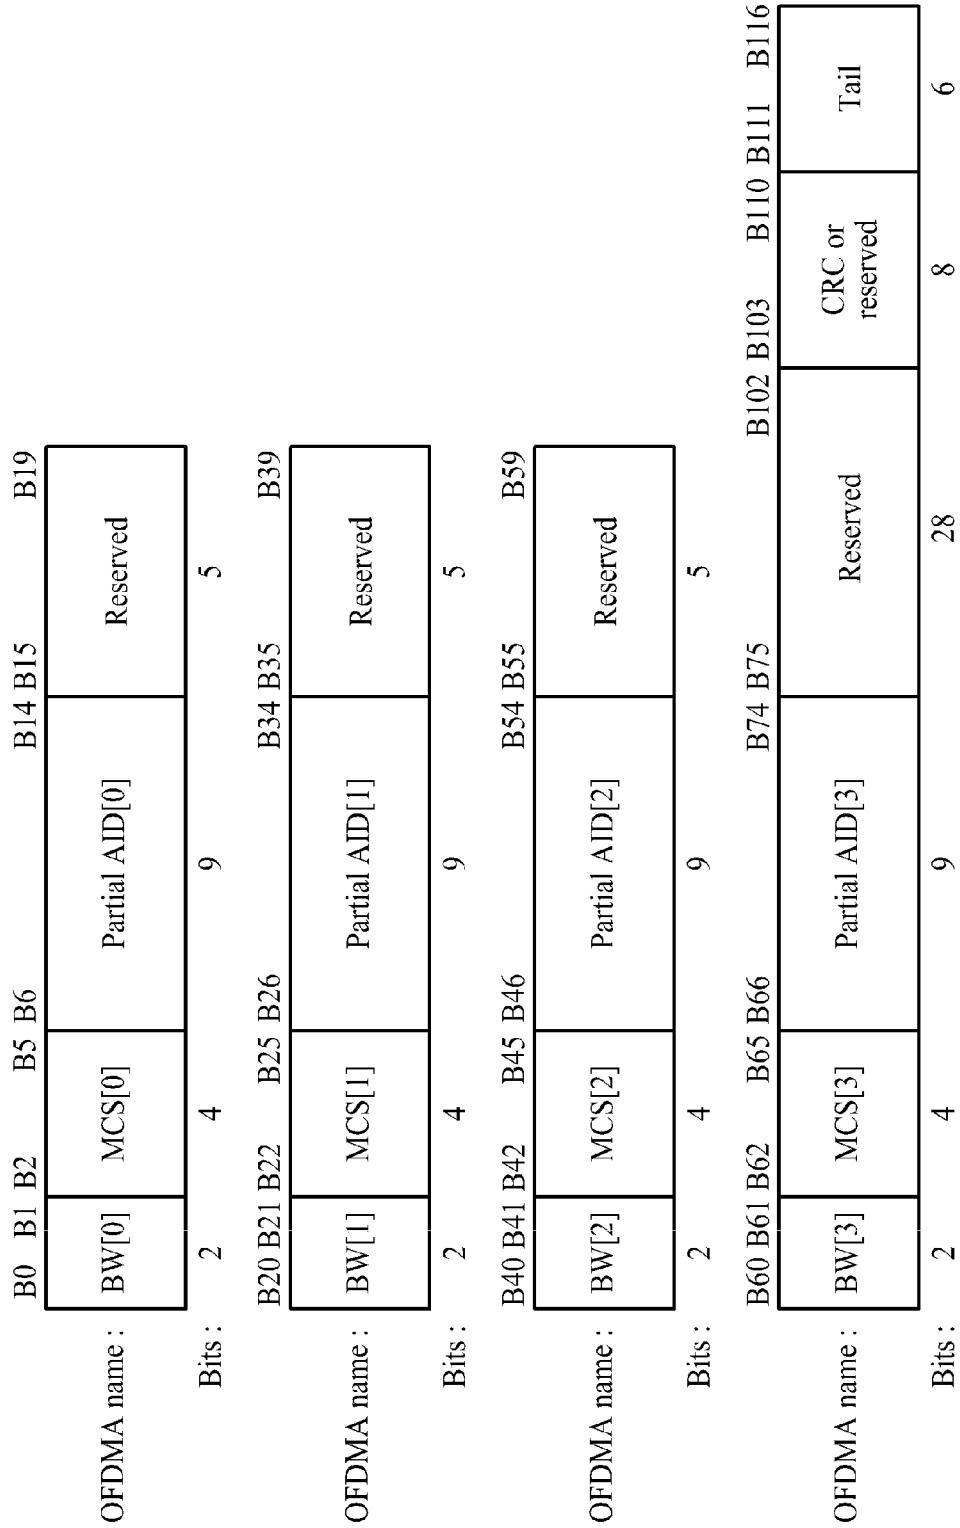 B0 B1 B2 B5 B6 B14 B15 B19
OFDMA name : BW[0] MCS[0] Partial AID[0] Reserved
Bits : 2 4 9 5
B20 B21 B22 B25 B26 B34 B35 B39
OFDMA name : BW[1] MCS[1] Partial AID[1] Reserved
Bits : 2 4 9 5
B40 B41 B42 B45 B46 B54 B55 B59
OFDMA name : BW[2] MCS[2] Partial AID[2] Reserved
Bits : 2 4 9 5
B60 B61 B62 B65 B66 B74 B75 B102 B103 B110 B111 B116
OFDMA name : BW[3] MCS[3] Partial AID[3] Reserved CRC or reserved Tail
Bits : 2 4 9 28 8 6